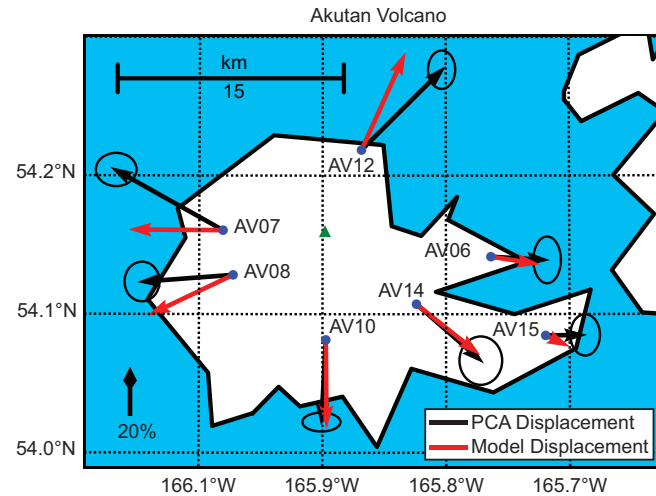 Akutan Volcano
km
15
54.2°N
54.1°N
54.0°N
AV12
AV07
AV06
AV08
AV14
AV10
AV15
20%
PCA Displacement
Model Displacement
166.1°W 165.9°W 165.8°W 165.7°W